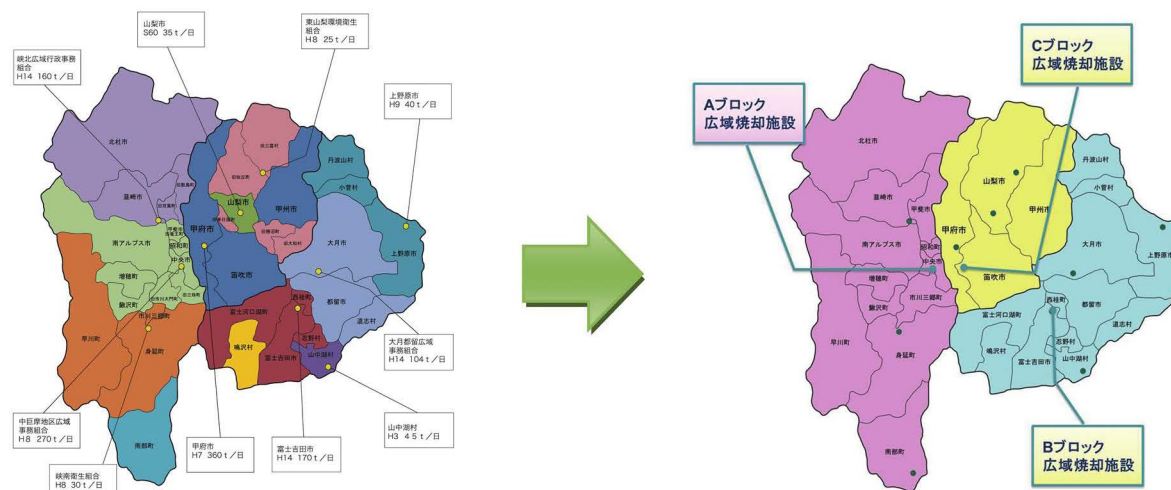 山梨市
S60 35t/日
東山梨環境衛生
組合
H8 25t/日
峡北広域行政事務
組合
H14 160t/日
上野原市
H9 40t/日
北杜市
韮崎市
丹波山村
小菅村
山梨市
甲州市
甲府市
南アルプス市
昭和町
中央市
大月市
上野原市
増穂町
鰍沢町
笛吹市
市川三郷町
富士河口湖町
西桂町
都留市
道志村
早川町
身延町
鳴沢村
忍野村
富士吉田市
山中湖村
南部町
大月都留広域
事務組合
H14 104t/日
中巨摩地区広域
事務組合
H8 270t/日
峡南衛生組合
H8 30t/日
甲府市
H7 360t/日
富士吉田市
H14 170t/日
山中湖村
H3 45t/日
Cブロック
広域焼却施設
Aブロック
広域焼却施設
北杜市
丹波山村
小菅村
山梨市
韮崎市
甲斐市
甲州市
甲府市
南アルプス市
昭和町
中央市
大月市
上野原市
増穂町
笛吹市
鰍沢町
市川三郷町
西桂町
都留市
富士河口湖町
道志村
早川町
身延町
鳴沢村
忍野村
富士吉田市
山中湖村
南部町
Bブロック
広域焼却施設